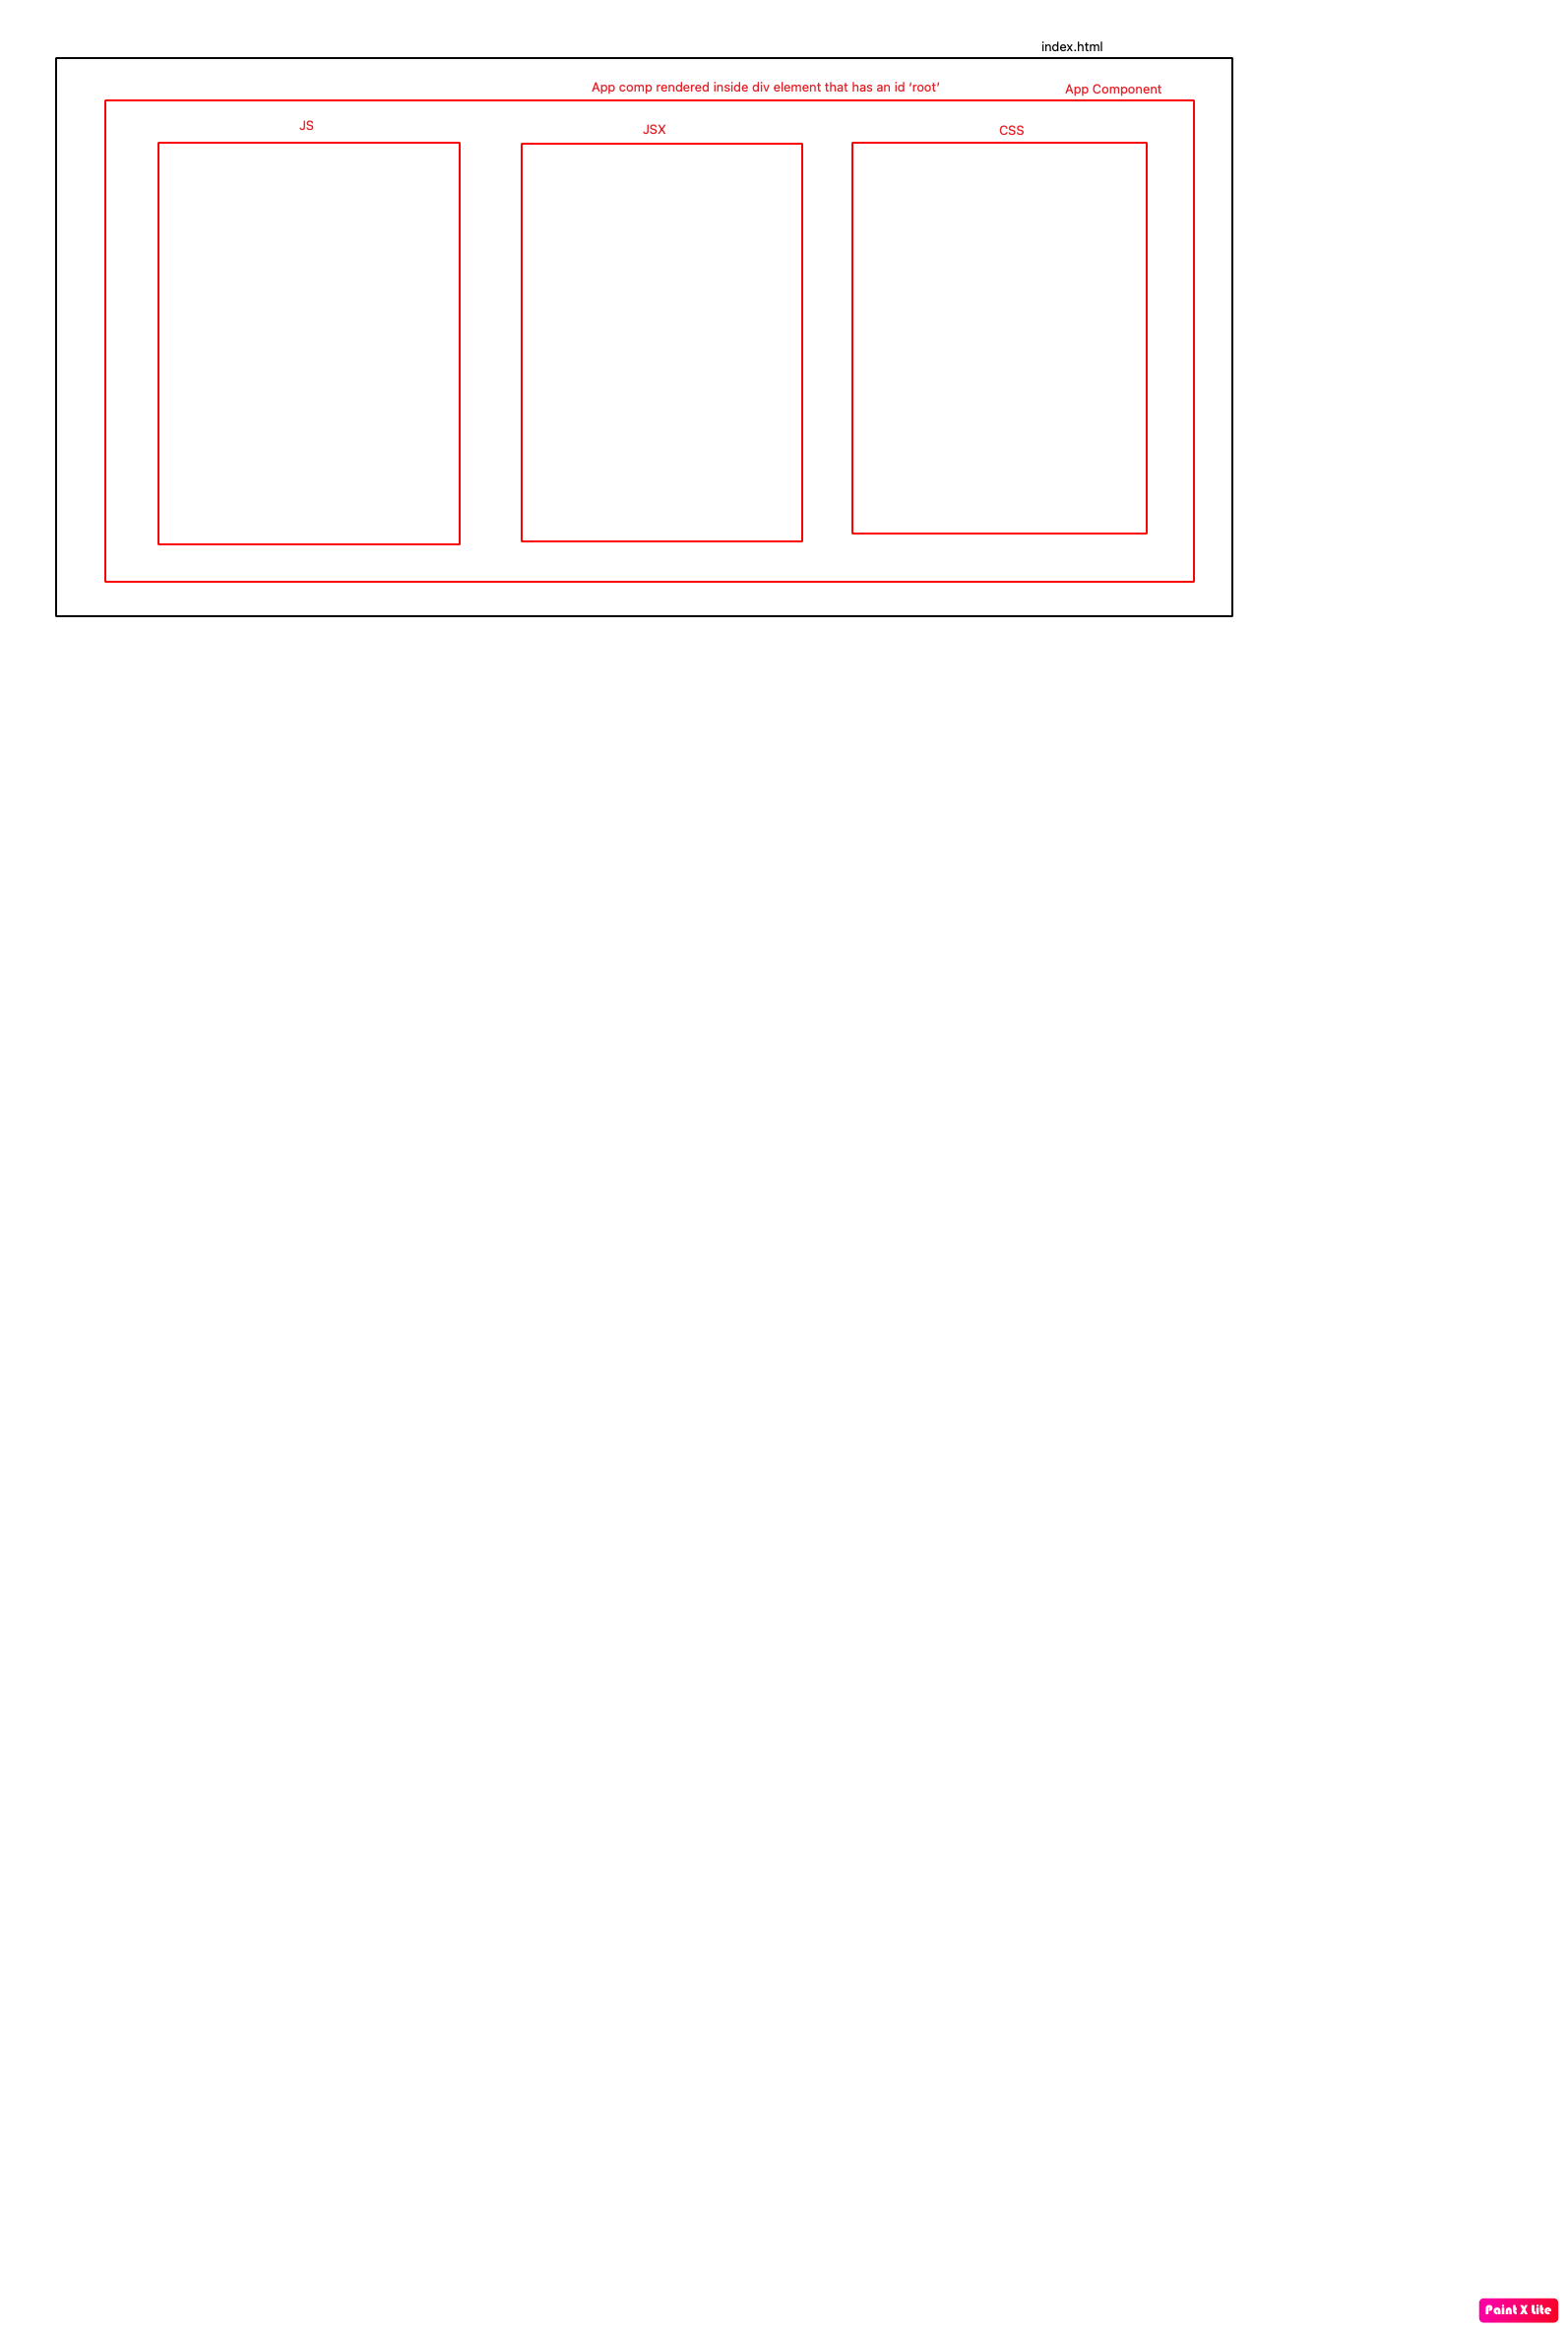 index.html
App comp rendered inside div element that has an id ‘root’
App Component
JS
JSX
CSS
Paint X Lite